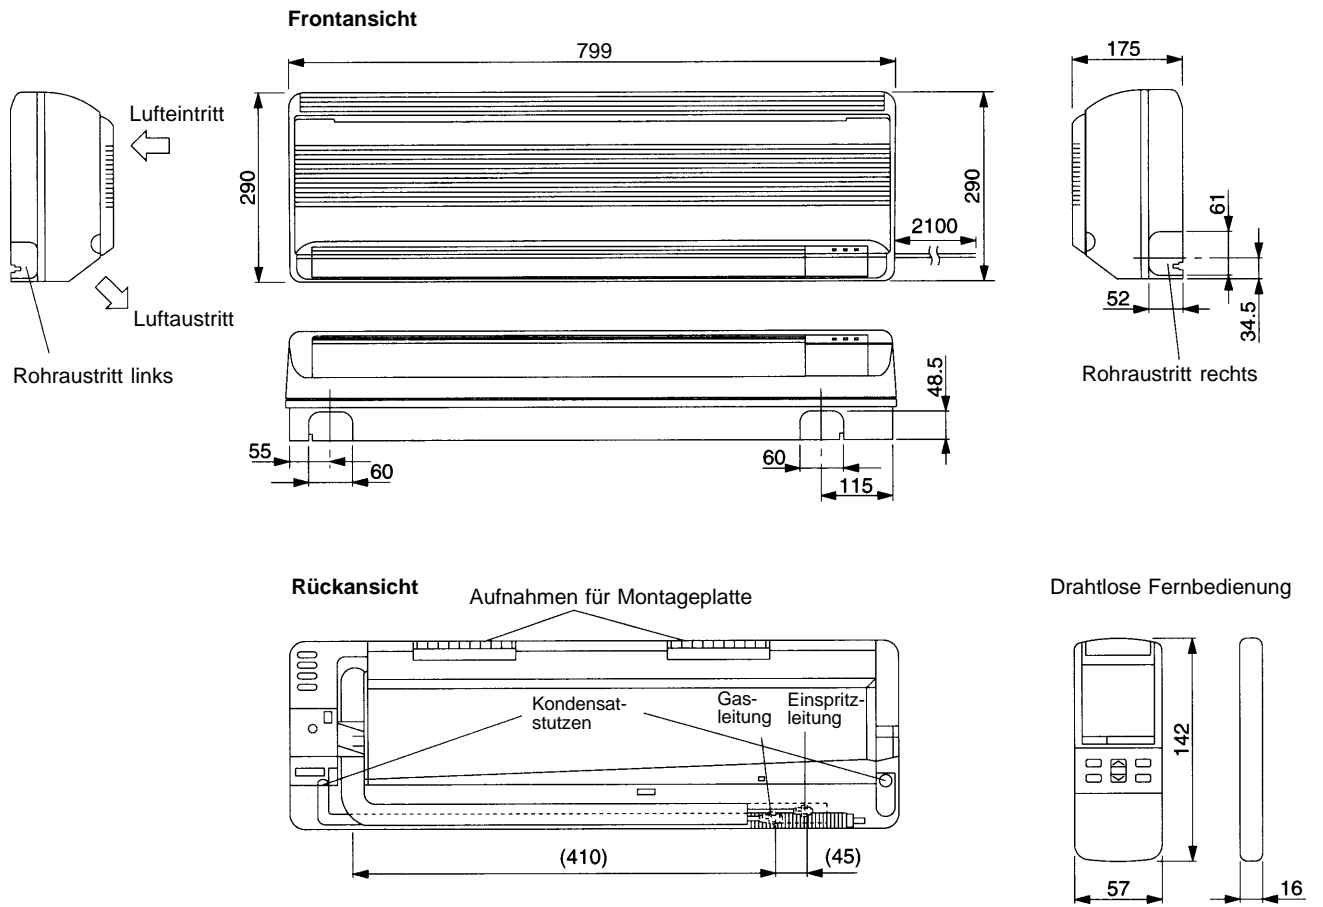 Frontansicht
799
175
Lufteintritt
290
290
2100
61
52
34.5
Luftaustritt
Rohraustritt links
Rohraustritt rechts
48.5
55
60
60
115
Rückansicht
Aufnahmen für Montageplatte
Drahtlose Fernbedienung
Kondensat-
stutzen
Gas-
leitung
Einspritz-
leitung
142
(410)
(45)
57
16